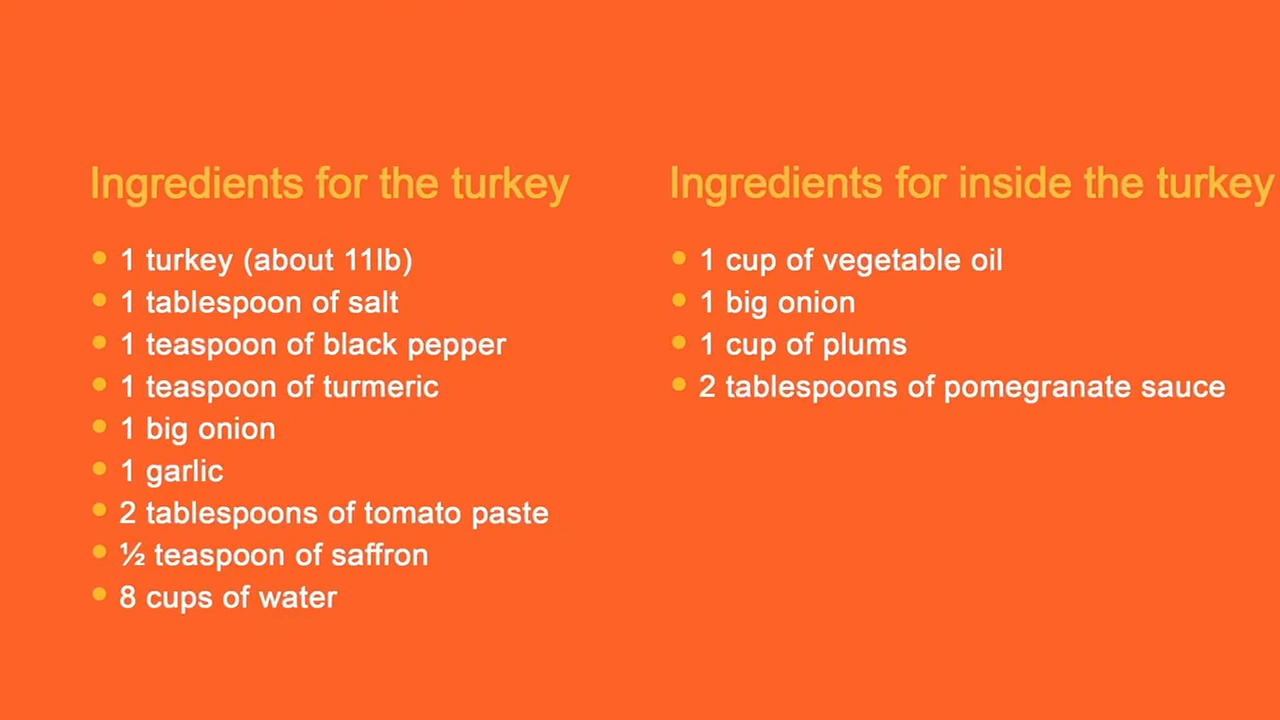 Ingredients for the turkey
1 turkey (about 11lb)
1 tablespoon of salt
1 teaspoon of black pepper
1 teaspoon of turmeric
1 big onion
1 garlic
2 tablespoons of tomato paste
½ teaspoon of saffron
8 cups of water
Ingredients for inside the turkey
1 cup of vegetable oil
1 big onion
1 cup of plums
2 tablespoons of pomegranate sauce